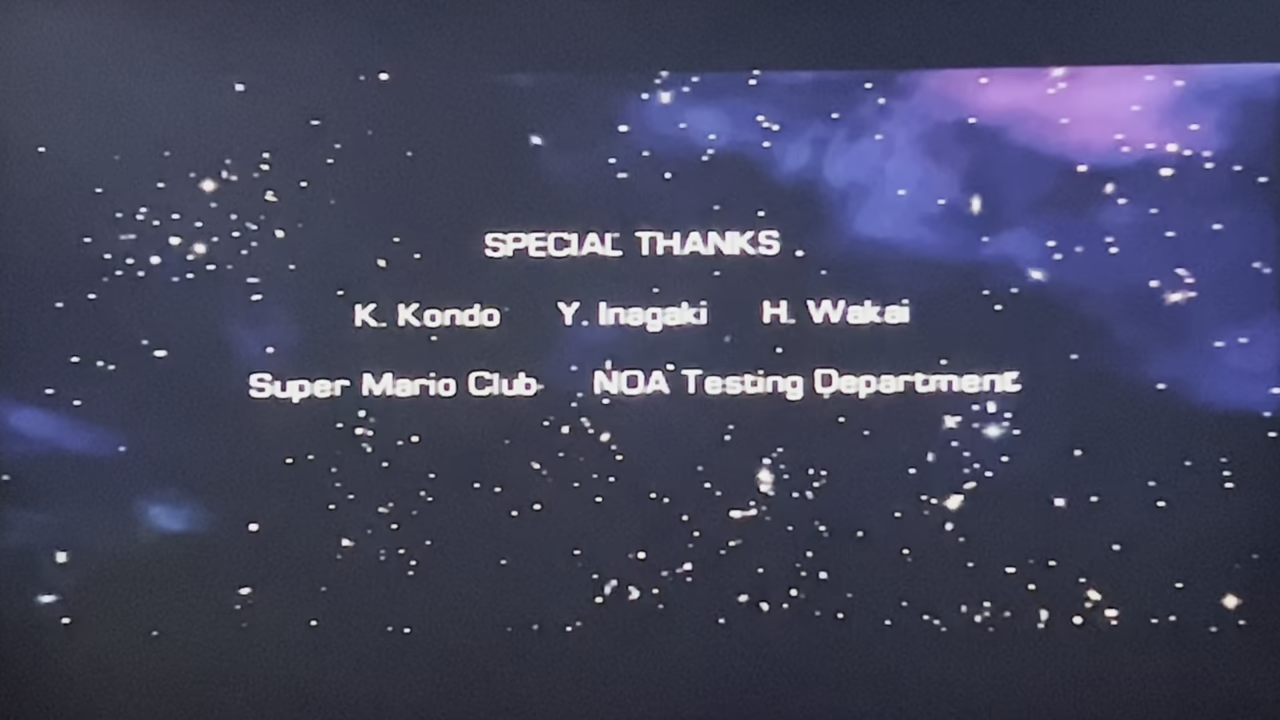 SPECIAL THANKS
K. Kondo Y. Inagaki H. Wakai
Super Mario Club NOA Testing Department